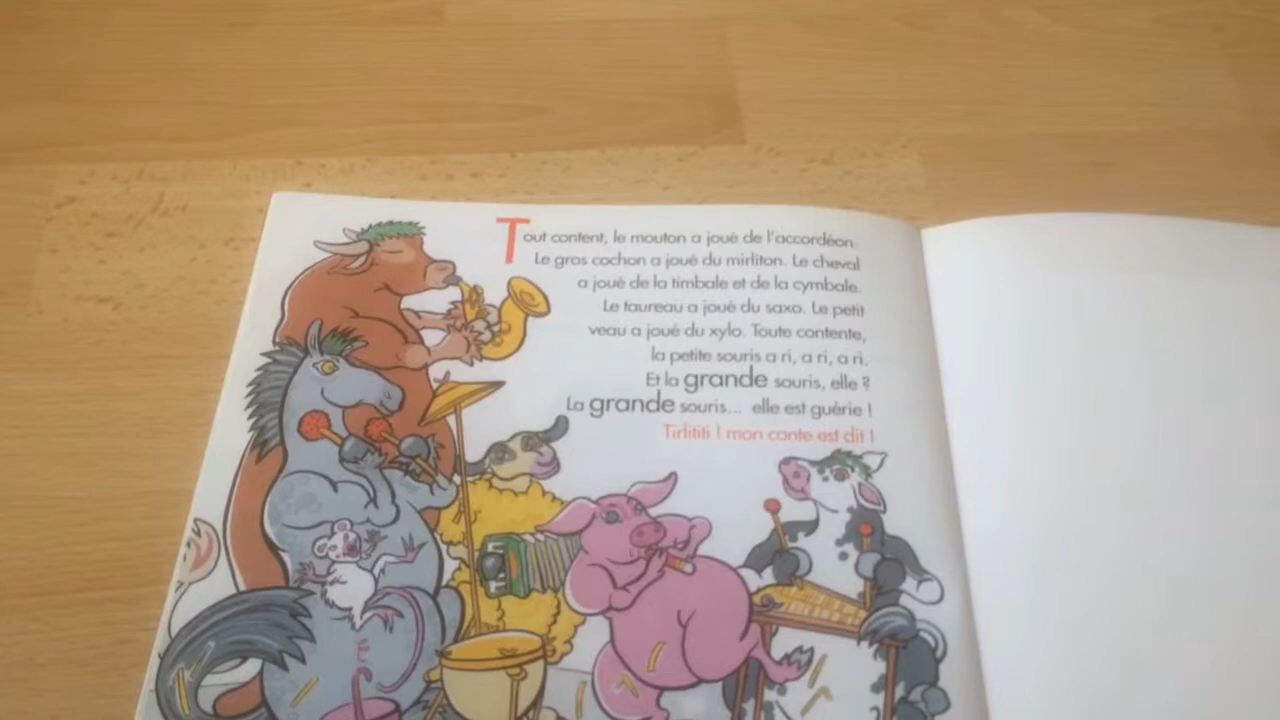 Tout content, le mouton a joué de l'accordéon.
Le gros cochon a joué du mirliton. Le cheval
a joué de la timbale et de la cymbale.
Le taureau a joué du saxo. Le petit
veau a joué du xylo. Toute contente,
la petite souris a ri, a ri, a ri.
Et la grande souris, elle ?
La grande souris... elle est guérie !
Tirlititi ! mon conte est dit !